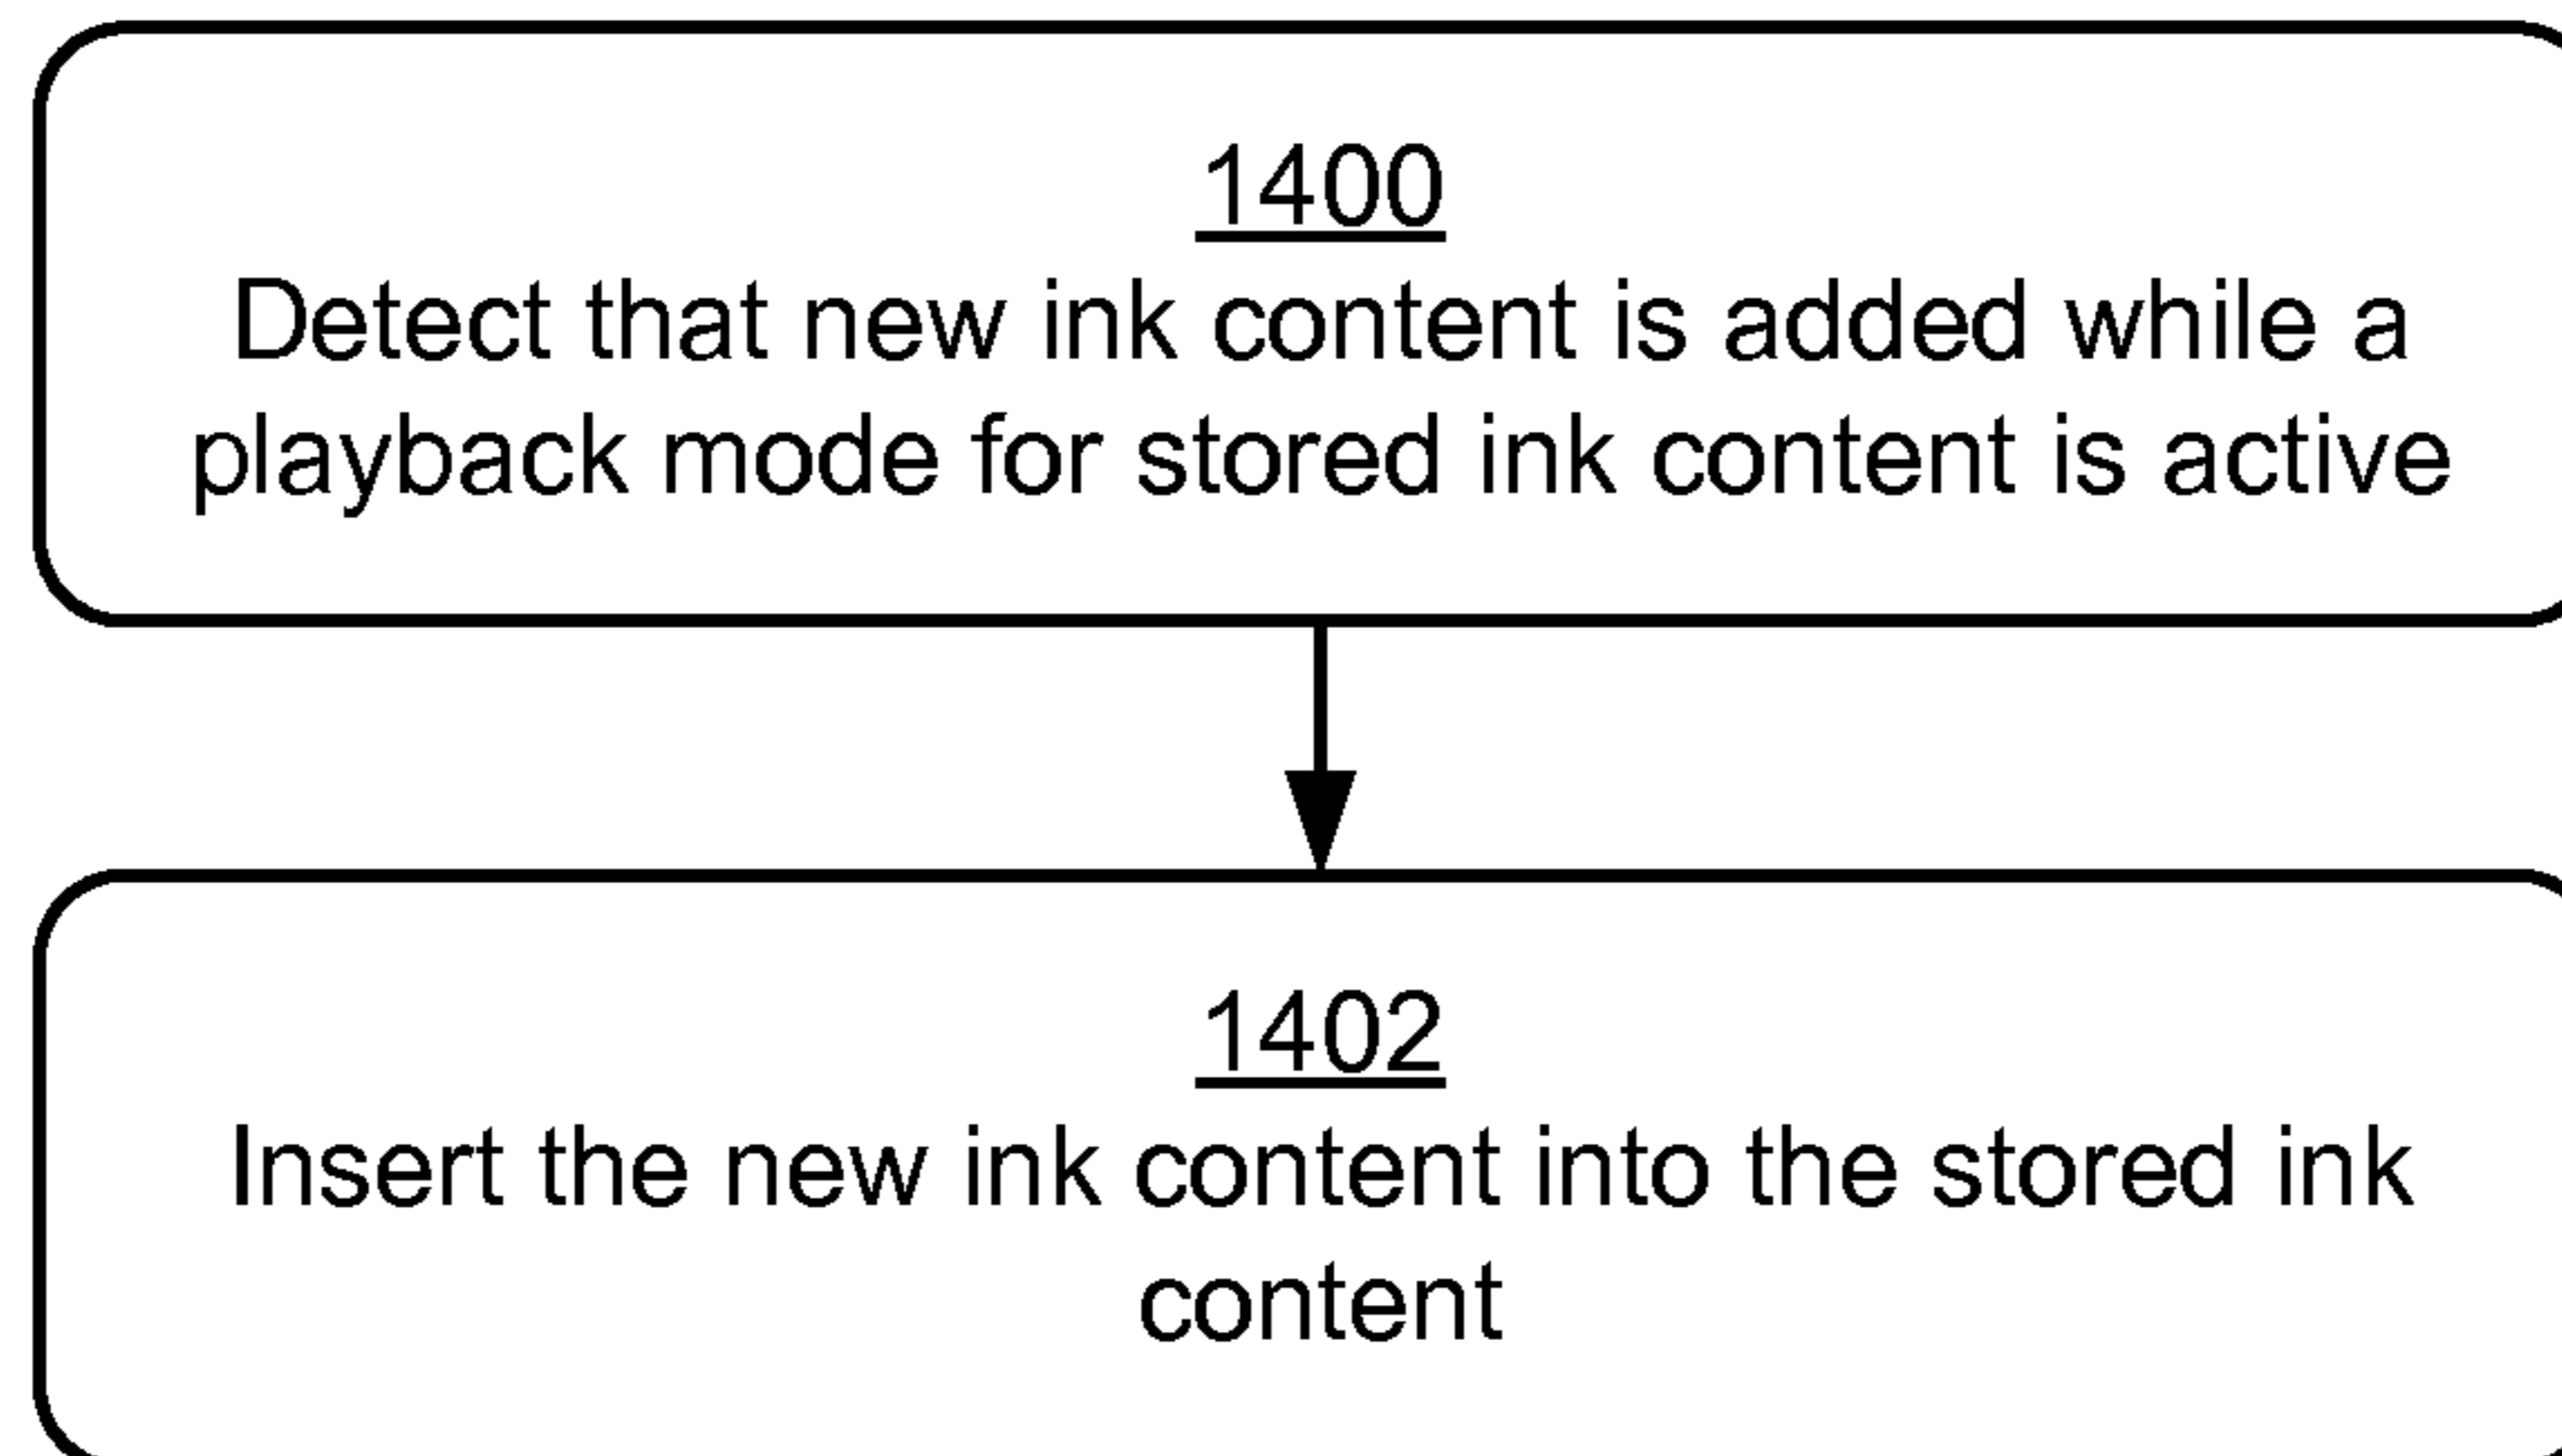 1400
Detect that new ink content is added while a
playback mode for stored ink content is active
1402
Insert the new ink content into the stored ink
content